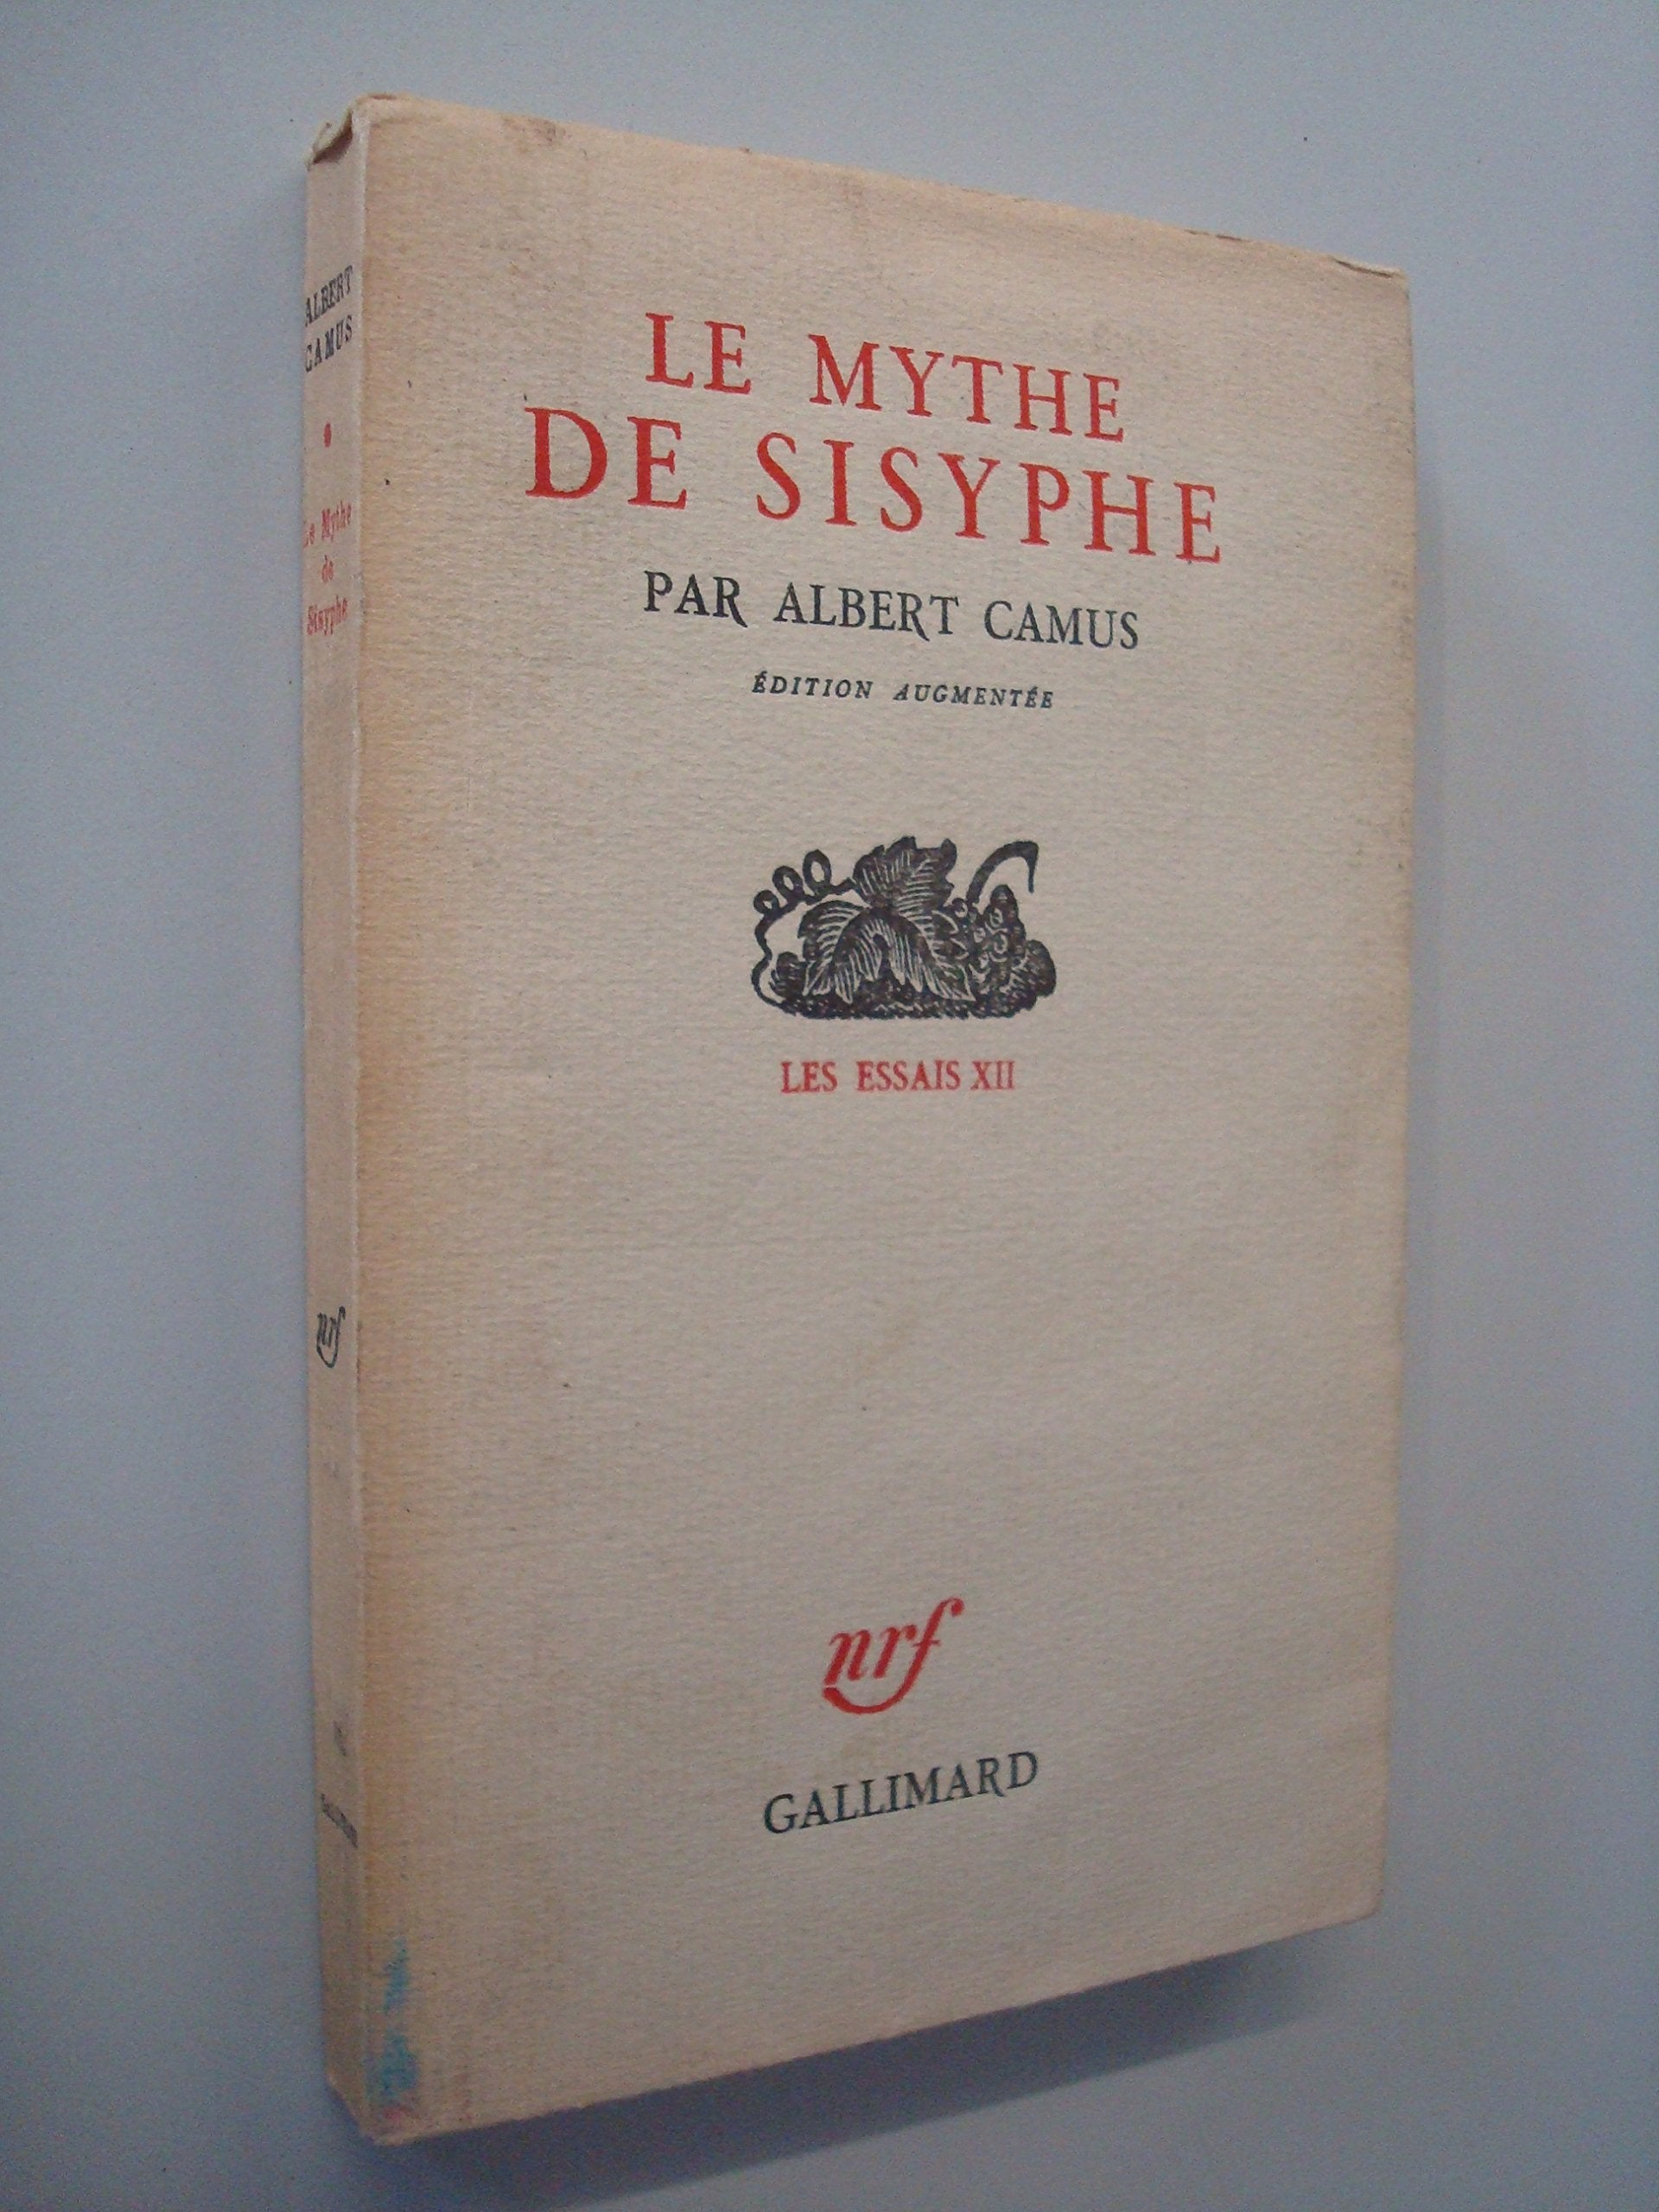 LE MYTHE
DE SISYPHE
PAR ALBERT CAMUS
ÉDITION AUGMENTÉE
LES ESSAIS XII
nrf
GALLIMARD
ALBERT
CAMUS
Le Mythe
de
Sisyphe
nrf